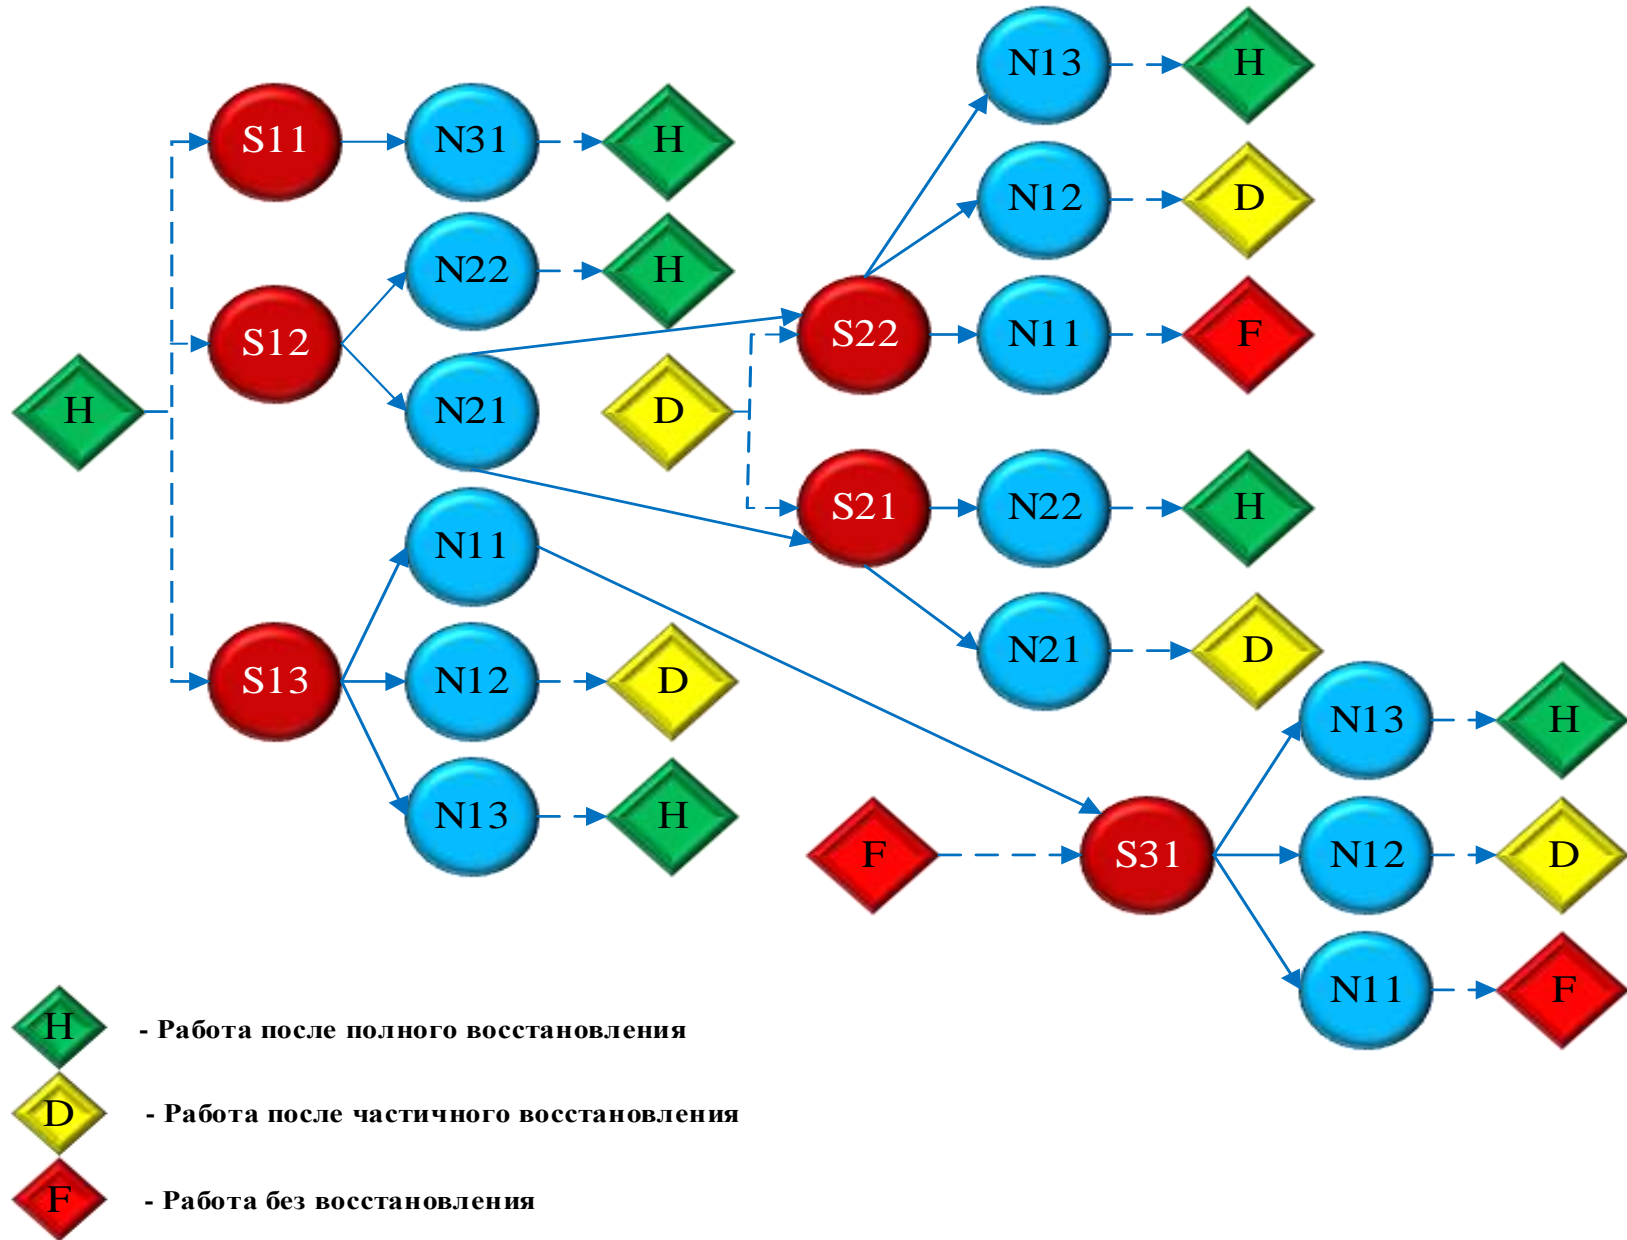 N13 H
S11 N31 H
N12 D
N22 H
S12 S22 N11 F
H N21 D
S21 N22 H
N11
N21 D
S13 N12 D
N13 H
N13 H
F S31 N12 D
N11 F
H - Работа после полного восстановления
D - Работа после частичного восстановления
F - Работа без восстановления